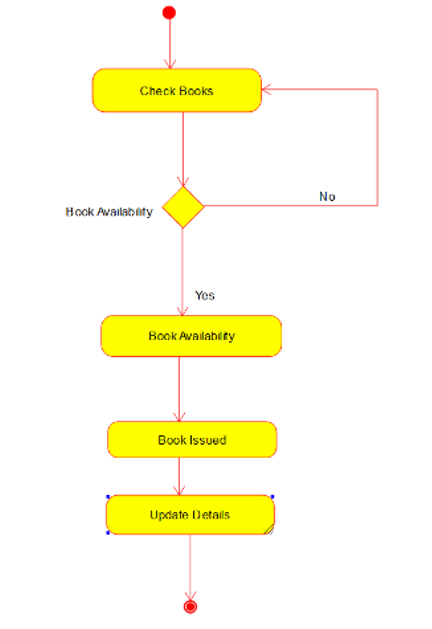 Check Books
No
Book Availability
Yes
Book Availability
Book Issued
Update Details